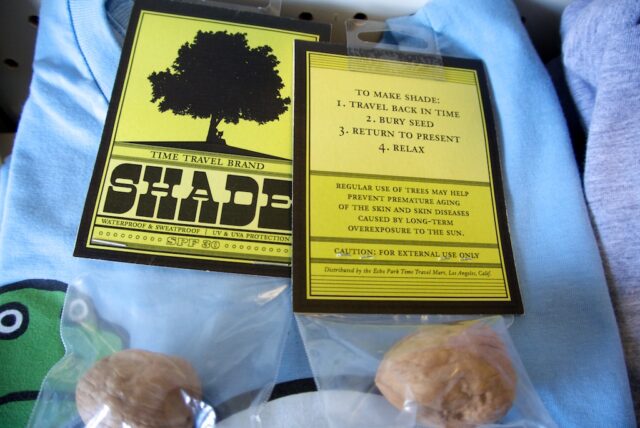 TIME TRAVEL BRAND
SHADE
WATERPROOF & SWEATPROOF | UV & UVA PROTECTION
SPF 30
TO MAKE SHADE:
1. TRAVEL BACK IN TIME
2. BURY SEED
3. RETURN TO PRESENT
4. RELAX
REGULAR USE OF TREES MAY HELP
PREVENT PREMATURE AGING
OF THE SKIN AND SKIN DISEASES
CAUSED BY LONG-TERM
OVEREXPOSURE TO THE SUN.
CAUTION: FOR EXTERNAL USE ONLY
Distributed by the Echo Park Time Travel Mart, Los Angeles, Calif.